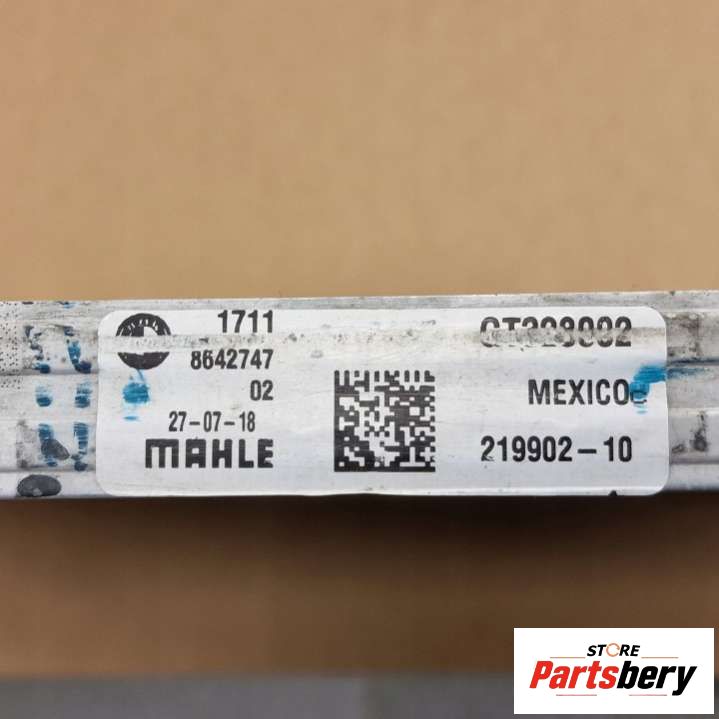 1711
8642747
02
27-07-18
MAHLE
MEXICO
219902-10
STORE
Partsbery